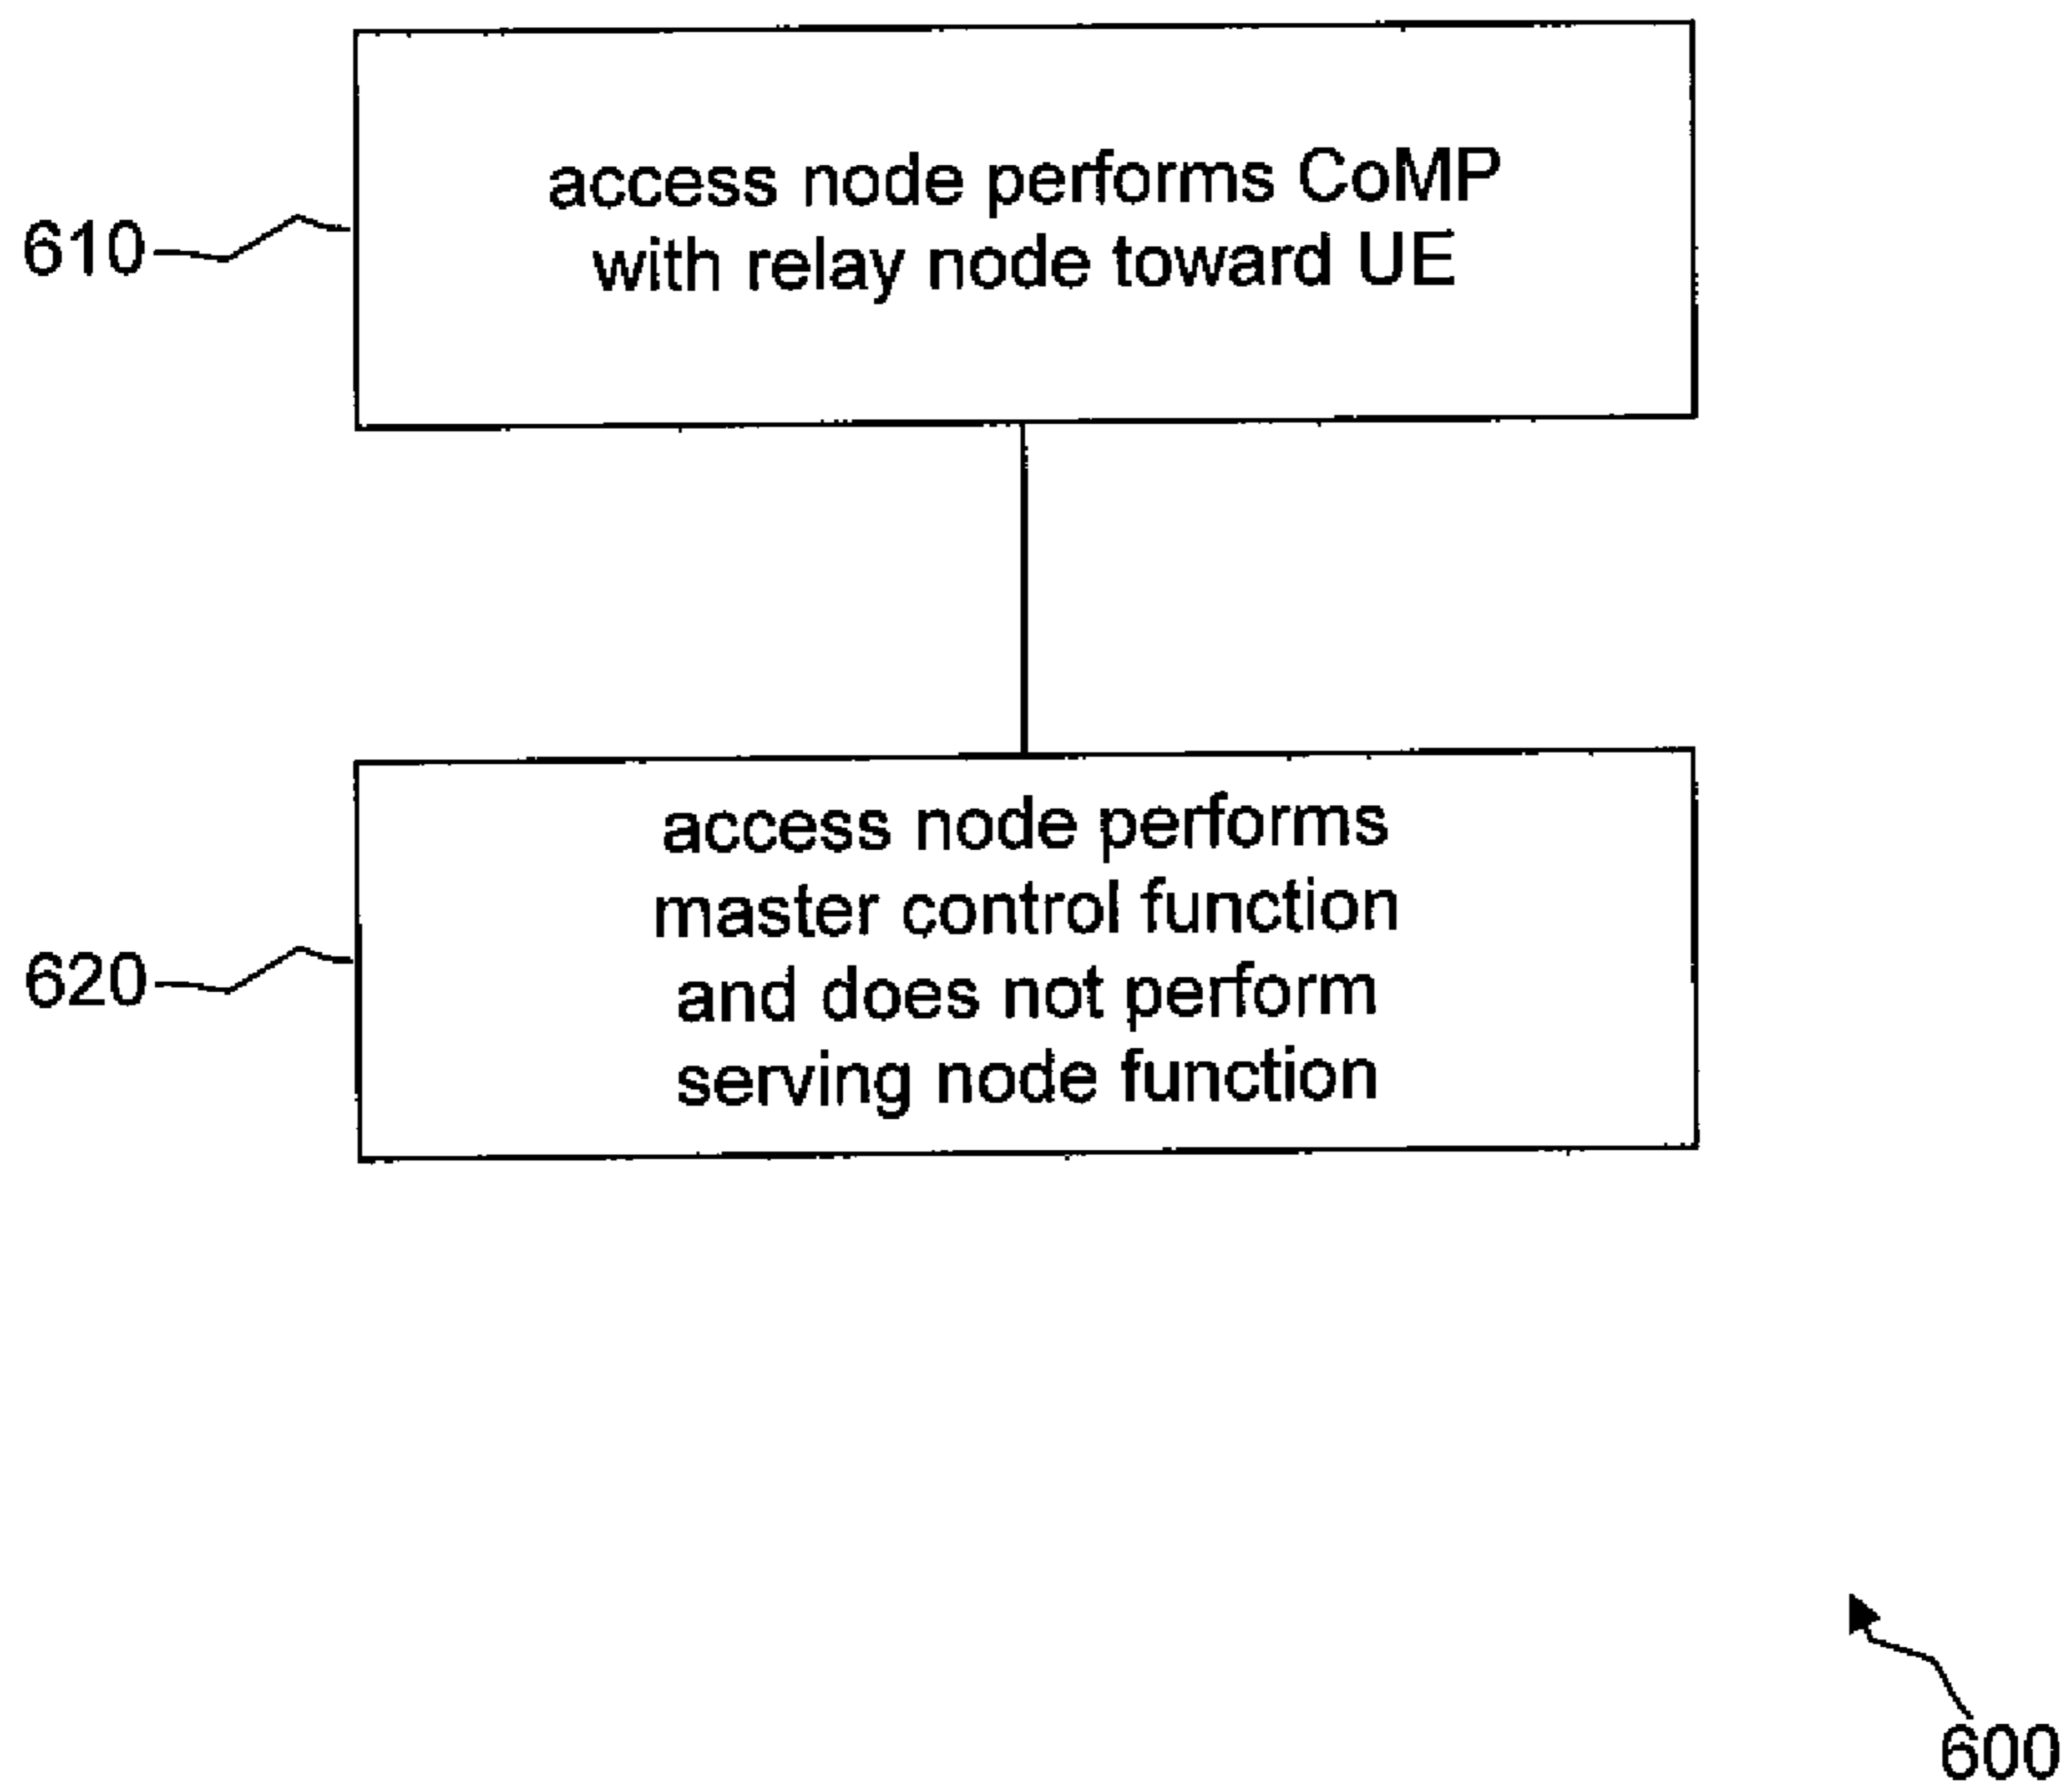 access node performs CoMP
with relay node toward UE
610
access node performs
master control function
and does not perform
serving node function
620
600